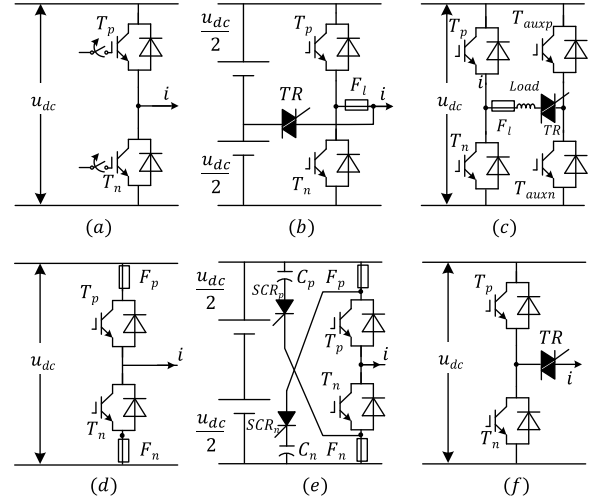 T_p
u_dc
i
T_n
(a)
u_dc/2
T_p
F_l
i
TR
u_dc/2
T_n
(b)
T_p
T_auxp
i
Load
u_dc
F_l
TR
T_n
T_auxn
(c)
F_p
T_p
u_dc
i
T_n
F_n
(d)
u_dc/2
C_p
F_p
SCR_p
T_p
i
T_n
u_dc/2
SCR_n
C_n
F_n
(e)
T_p
TR
u_dc
i
T_n
(f)